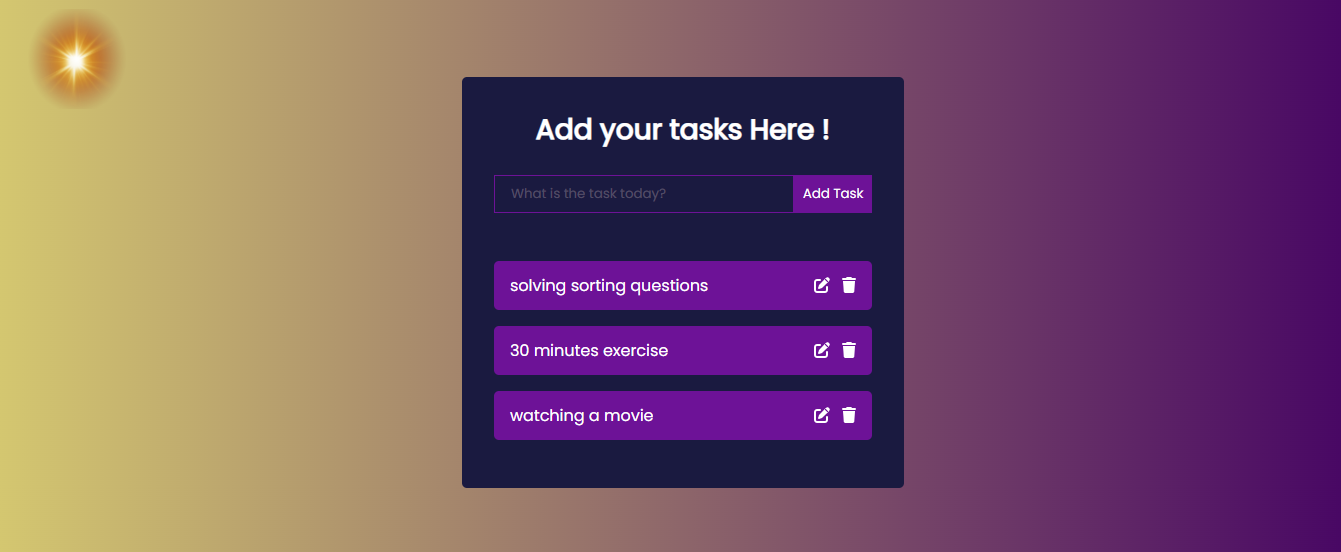 Add your tasks Here !
What is the task today?
Add Task
solving sorting questions
30 minutes exercise
watching a movie